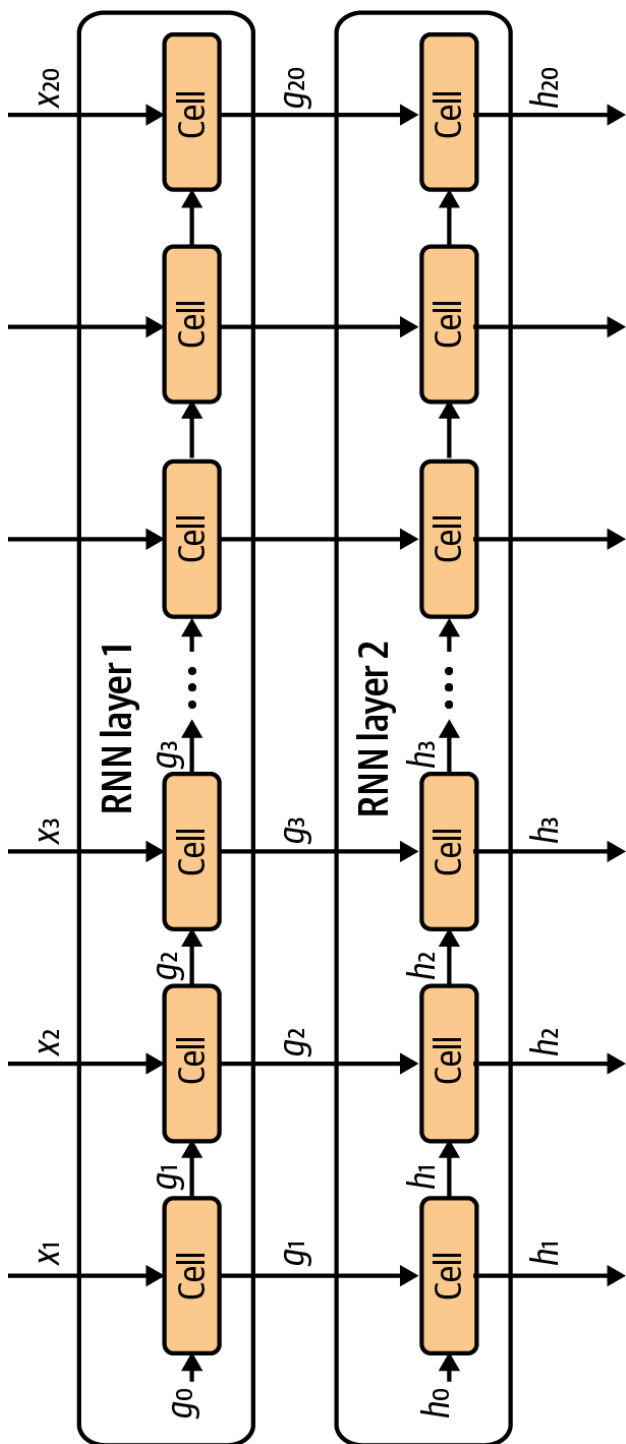 x1 x2 x3 x20
RNN layer 1
g1 g2 g3
g0 Cell Cell Cell ... Cell Cell Cell
g1 g2 g3 g20
RNN layer 2
h1 h2 h3
h0 Cell Cell Cell ... Cell Cell Cell
h1 h2 h3 h20